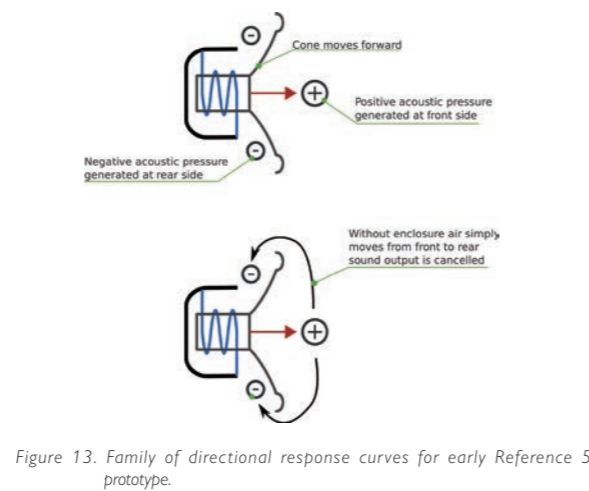 Cone moves forward
Positive acoustic pressure
generated at front side
Negative acoustic pressure
generated at rear side
Without enclosure air simply
moves from front to rear
sound output is cancelled
Figure 13. Family of directional response curves for early Reference 5
prototype.